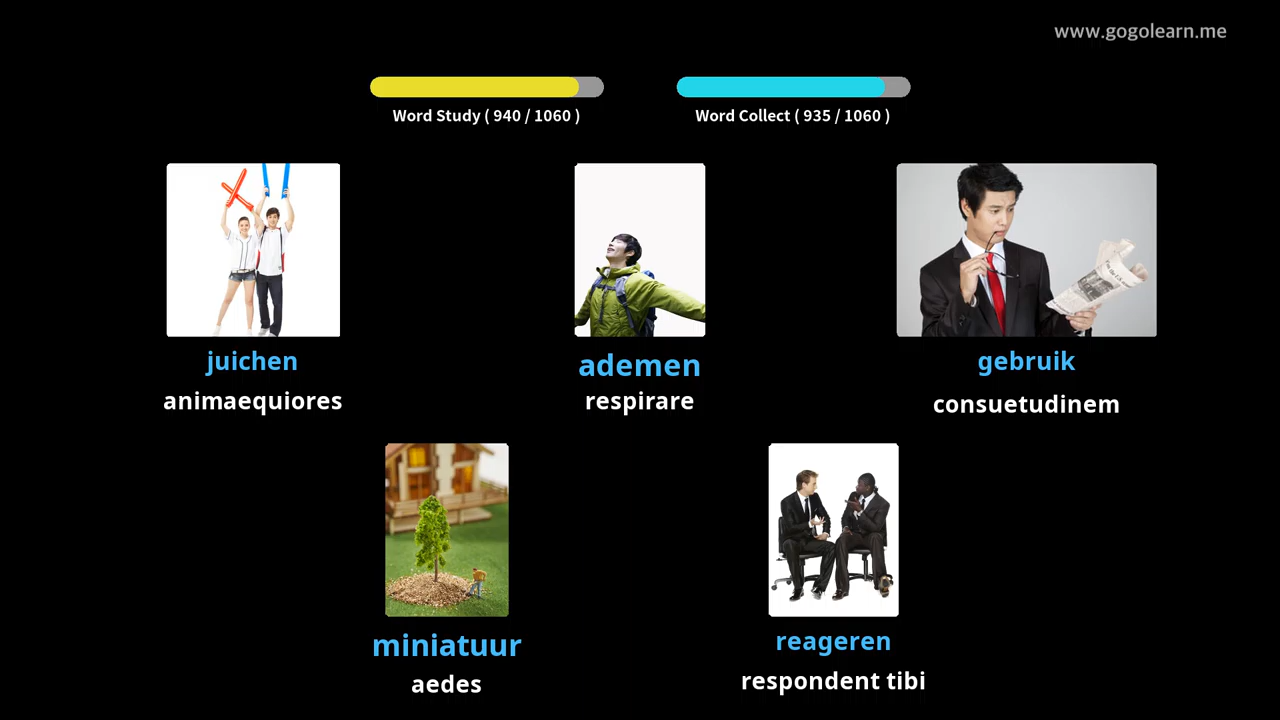 www.gogolearn.me
Word Study ( 940 / 1060 )
Word Collect ( 935 / 1060 )
juichen
animaequiores
ademen
respirare
gebruik
consuetudinem
miniatuur
aedes
reageren
respondent tibi